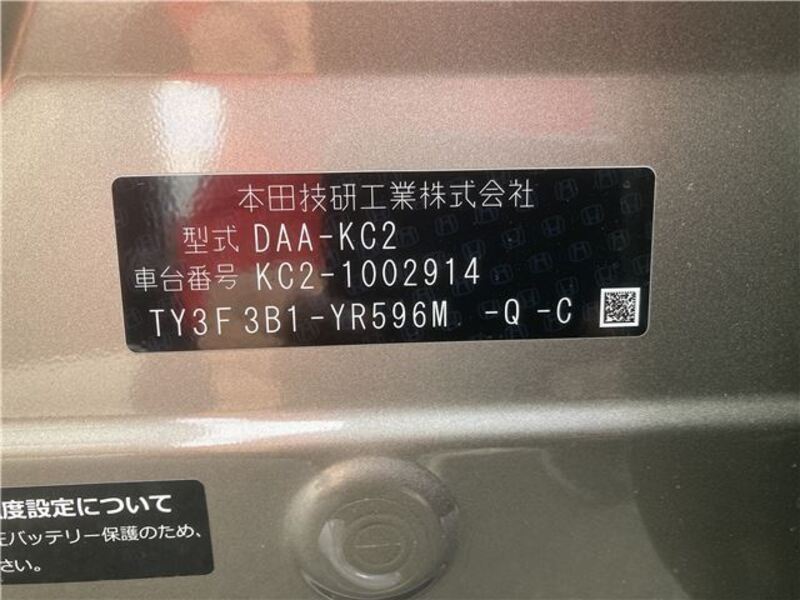 本田技研工業株式会社
型式 DAA-KC2
車台番号 KC2-1002914
TY3F3B1-YR596M -Q-C
度設定について
バッテリー保護のため、
さい。